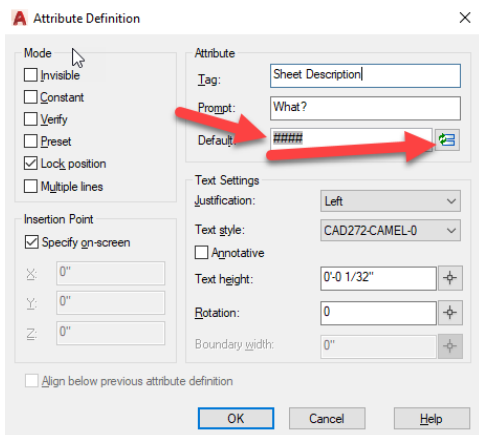 A Attribute Definition
Mode
Invisible
Constant
Verify
Preset
Lock position
Multiple lines
Insertion Point
Specify on-screen
X: 0"
Y: 0"
Z: 0"
Align below previous attribute definition
Attribute
Tag: Sheet Description
Prompt: What?
Default: ####
Text Settings
Justification: Left
Text style: CAD272-CAMEL-0
Annotative
Text height: 0'-0 1/32"
Rotation: 0
Boundary width: 0"
OK Cancel Help